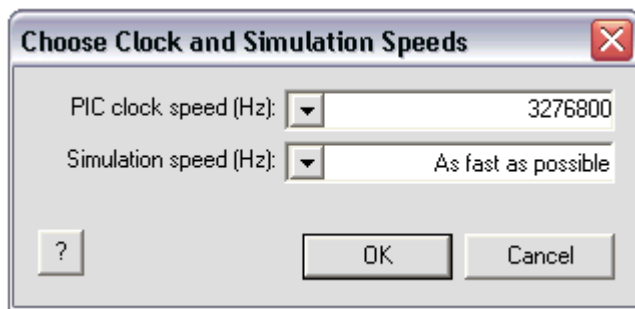 Choose Clock and Simulation Speeds
PIC clock speed (Hz): 3276800
Simulation speed (Hz): As fast as possible
? OK Cancel